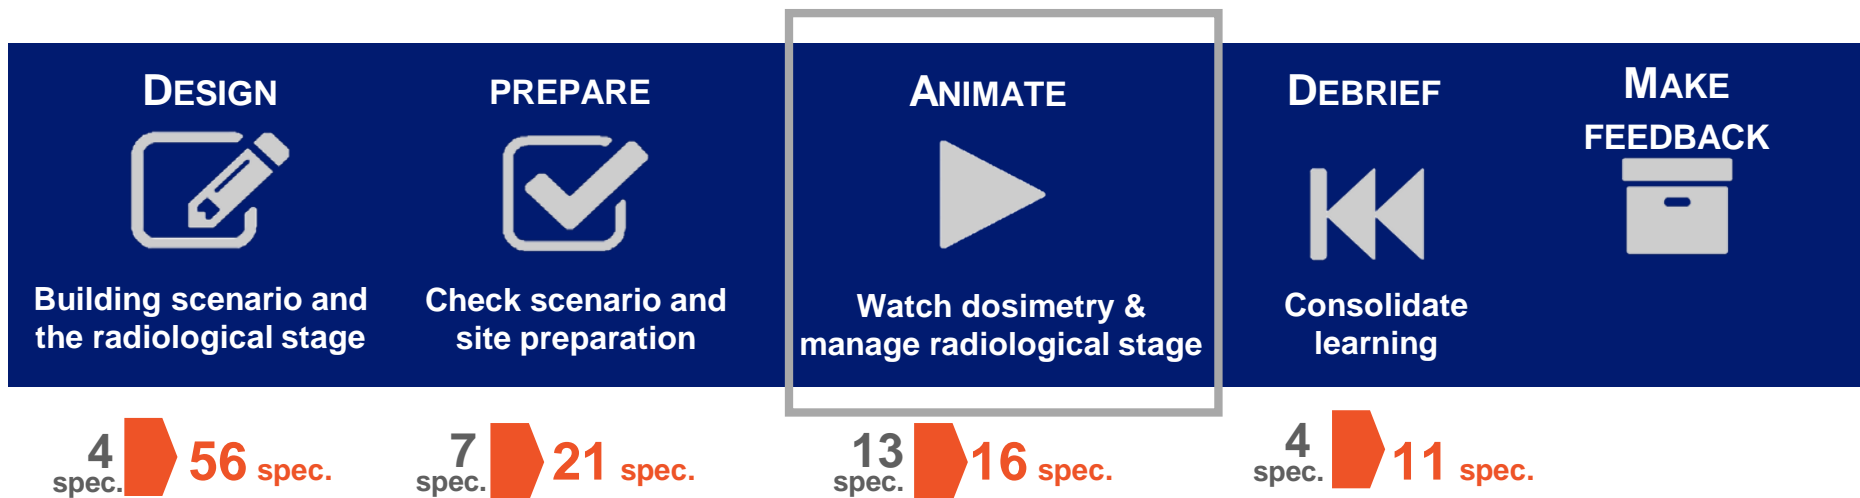 DESIGN
Building scenario and
the radiological stage
4
spec.
56 spec.
PREPARE
Check scenario and
site preparation
7
spec.
21 spec.
ANIMATE
Watch dosimetry &
manage radiological stage
13
spec.
16 spec.
DEBRIEF
Consolidate
learning
4
spec.
11 spec.
MAKE
FEEDBACK